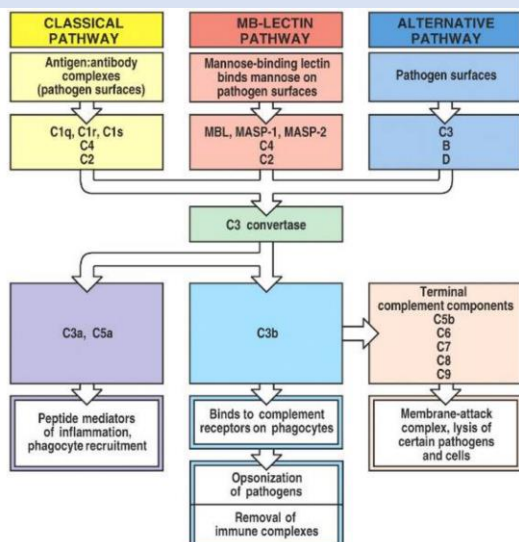 CLASSICAL
PATHWAY
MB-LECTIN
PATHWAY
ALTERNATIVE
PATHWAY
Antigen:antibody
complexes
(pathogen surfaces)
Mannose-binding lectin
binds mannose on
pathogen surfaces
Pathogen surfaces
C1q, C1r, C1s
C4
C2
MBL, MASP-1, MASP-2
C4
C2
C3
B
D
C3 convertase
C3a, C5a
C3b
Terminal
complement components
C5b
C6
C7
C8
C9
Peptide mediators
of inflammation,
phagocyte recruitment
Binds to complement
receptors on phagocytes
Membrane-attack
complex, lysis of
certain pathogens
and cells
Opsonization
of pathogens
Removal of
immune complexes